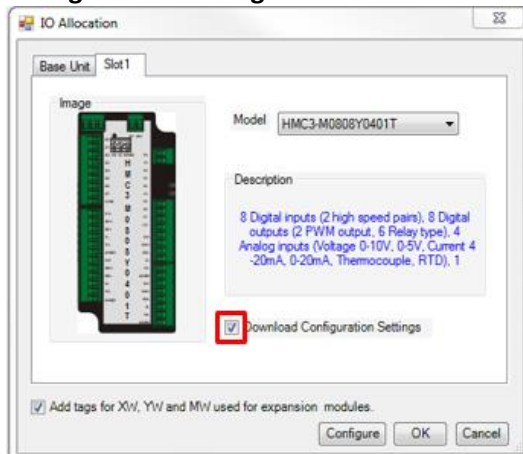 IO Allocation
Base Unit Slot1
Image
HMC3-M0808Y0401T
Model HMC3-M0808Y0401T
Description
8 Digital inputs (2 high speed pairs), 8 Digital
outputs (2 PWM output, 6 Relay type), 4
Analog inputs (Voltage 0-10V, 0-5V, Current 4
-20mA, 0-20mA, Thermocouple, RTD), 1
Download Configuration Settings
Add tags for XW, YW and MW used for expansion modules.
Configure OK Cancel